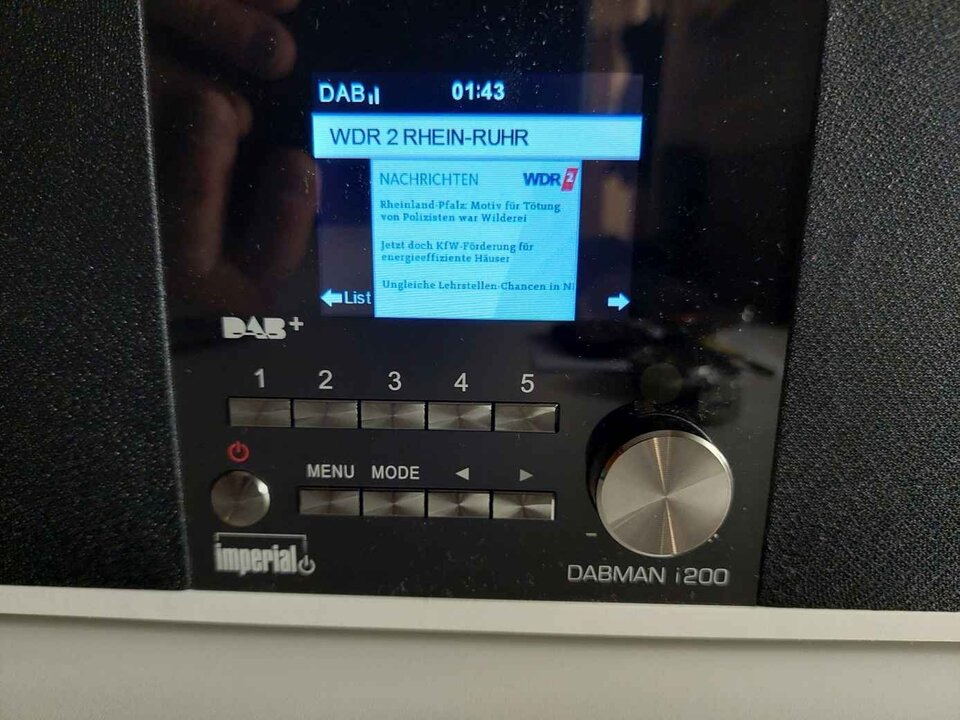 DAB 01:43
WDR 2 RHEIN-RUHR
NACHRICHTEN WDR 2
Rheinland-Pfalz: Motiv für Tötung
von Polizisten war Wilderei
Jetzt doch KfW-Förderung für
energieeffiziente Häuser
Ungleiche Lehrstellen-Chancen in
List
DAB+
1 2 3 4 5
MENU MODE
imperial
DABMAN i200